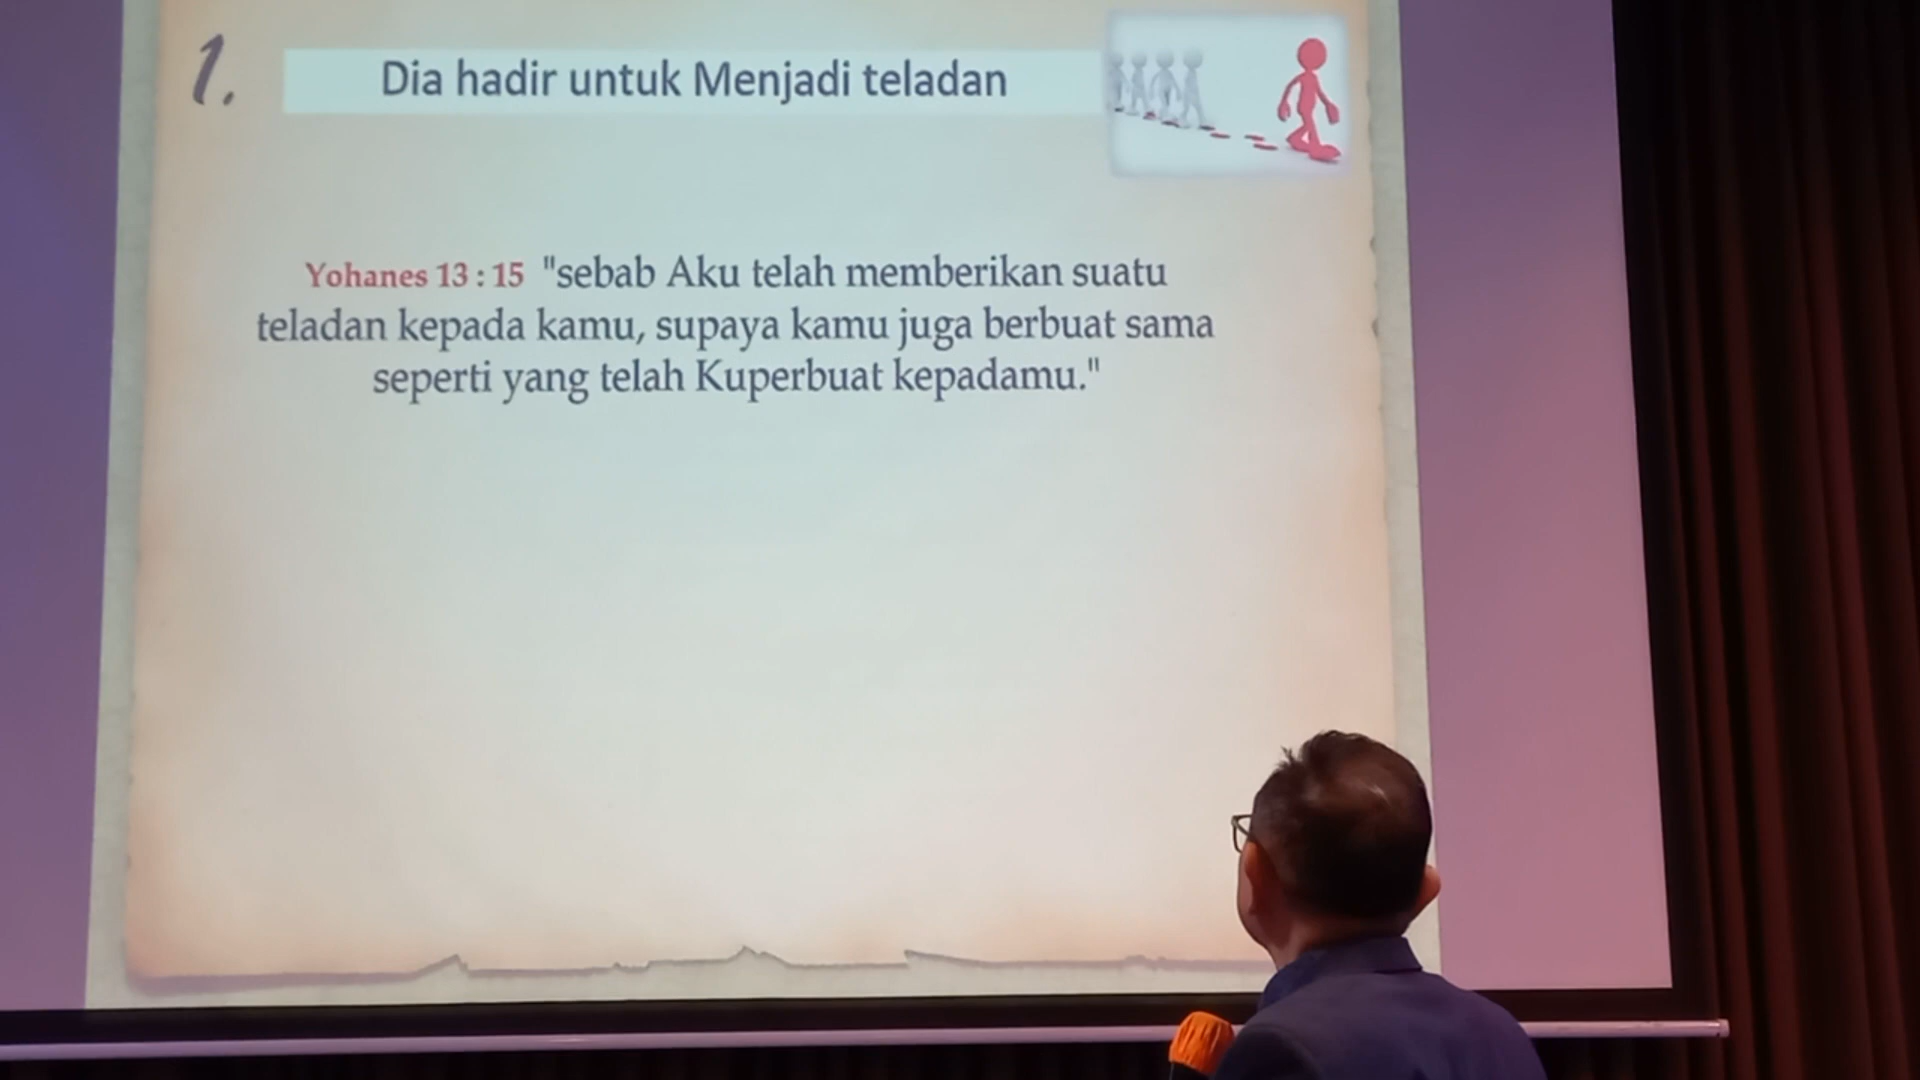 1.
Dia hadir untuk Menjadi teladan
Yohanes 13 : 15 "sebab Aku telah memberikan suatu
teladan kepada kamu, supaya kamu juga berbuat sama
seperti yang telah Kuperbuat kepadamu."